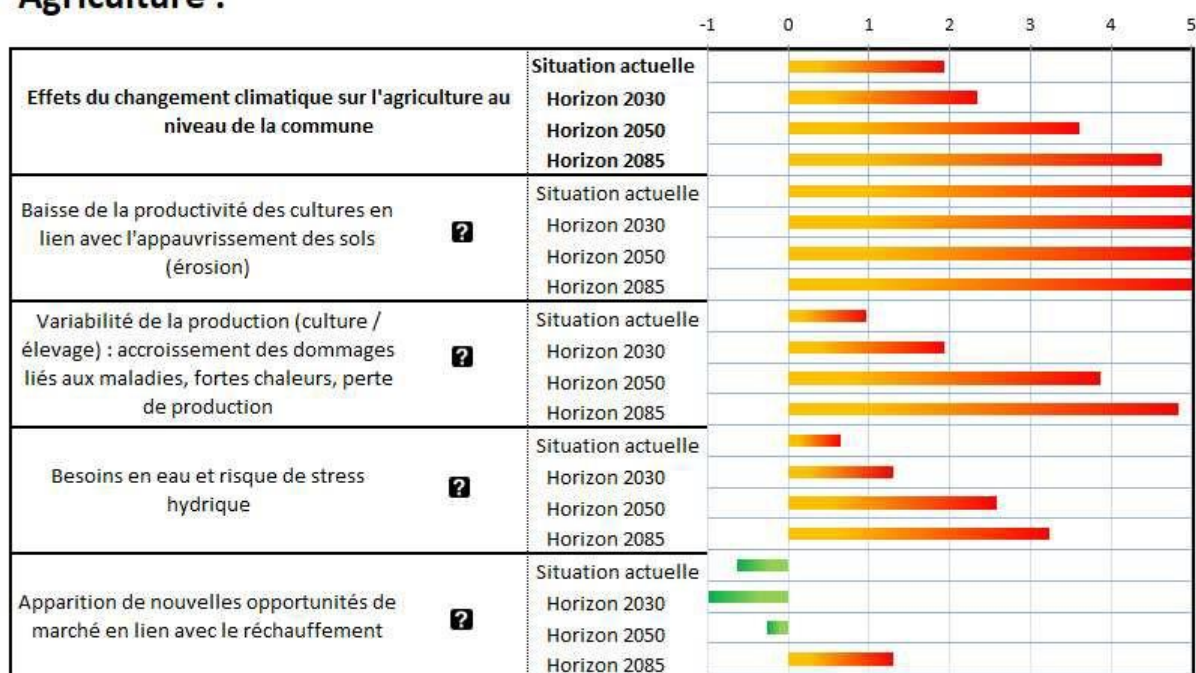 Agriculture :
-1 0 1 2 3 4 5
Effets du changement climatique sur l'agriculture au
niveau de la commune
Situation actuelle
Horizon 2030
Horizon 2050
Horizon 2085
Baisse de la productivité des cultures en
lien avec l'appauvrissement des sols
(érosion)
?
Situation actuelle
Horizon 2030
Horizon 2050
Horizon 2085
Variabilité de la production (culture /
élevage) : accroissement des dommages
liés aux maladies, fortes chaleurs, perte
de production
?
Situation actuelle
Horizon 2030
Horizon 2050
Horizon 2085
Besoins en eau et risque de stress
hydrique
?
Situation actuelle
Horizon 2030
Horizon 2050
Horizon 2085
Apparition de nouvelles opportunités de
marché en lien avec le réchauffement
?
Situation actuelle
Horizon 2030
Horizon 2050
Horizon 2085